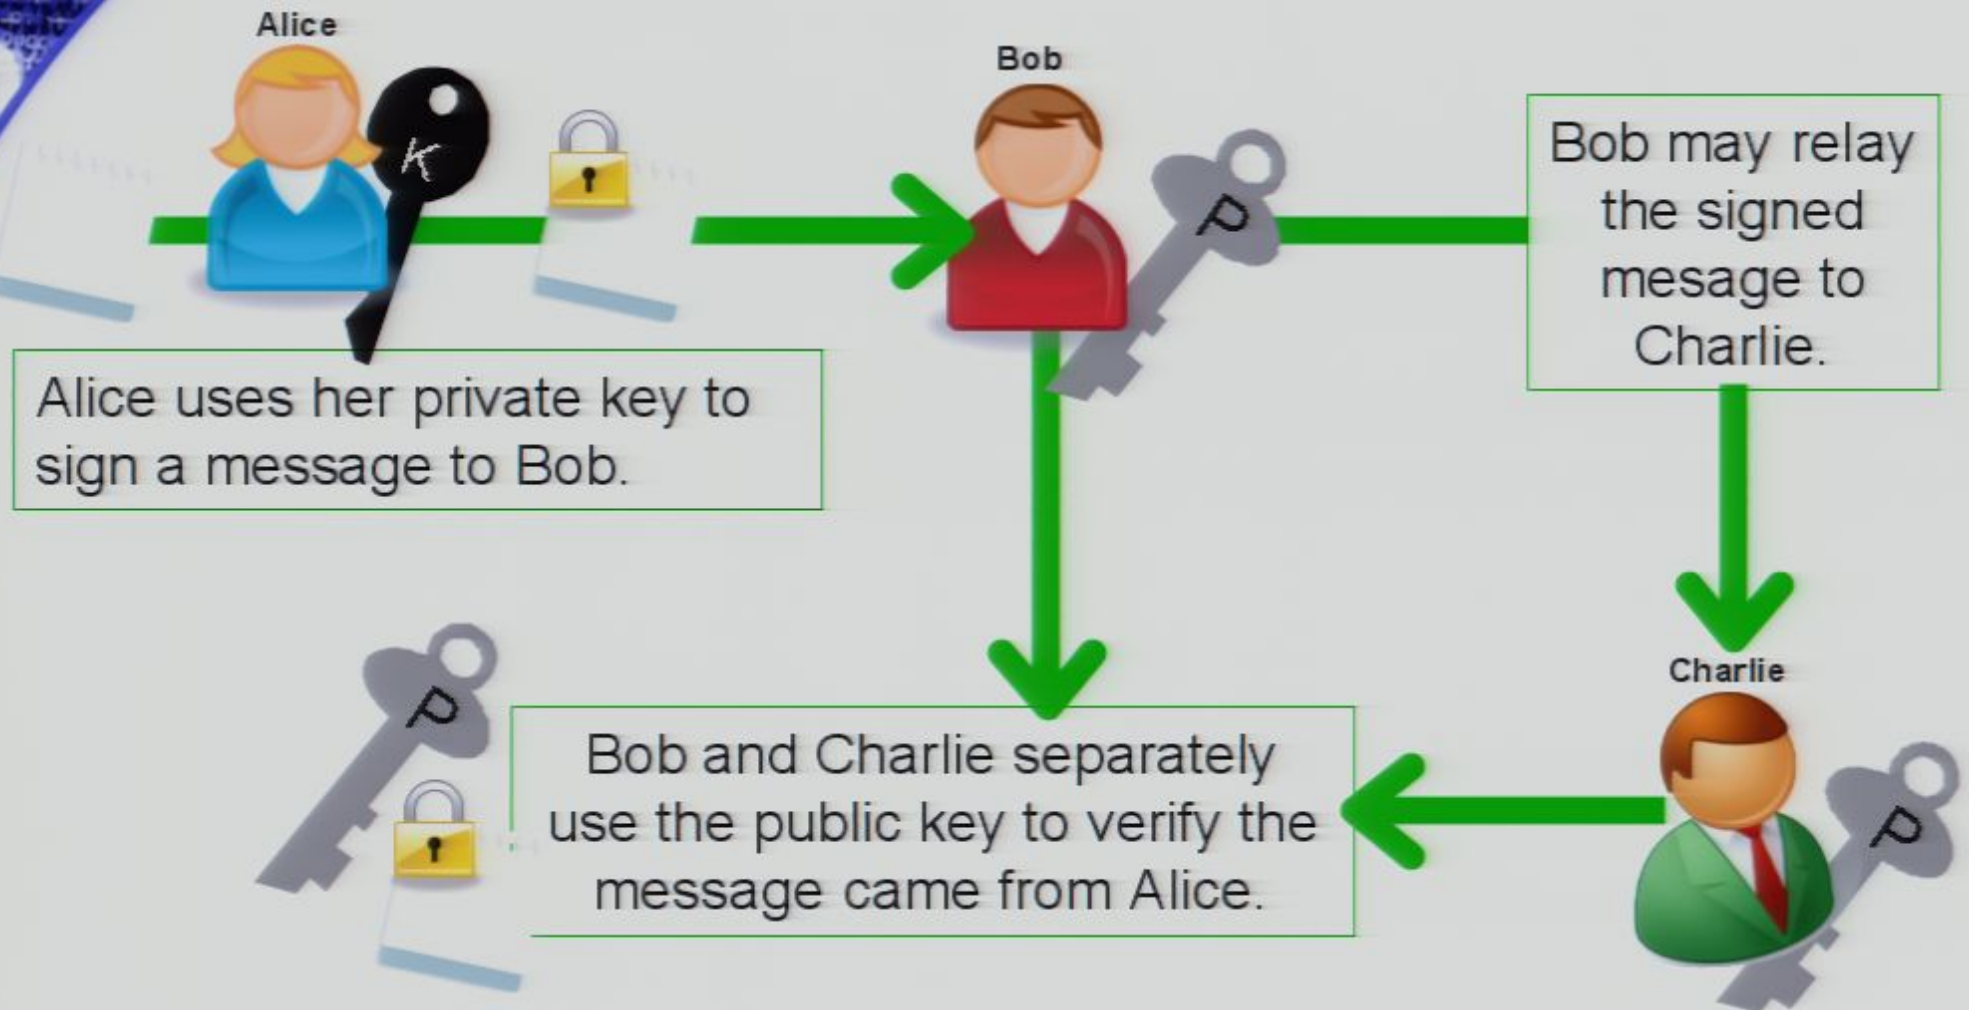 Alice
K
Bob
P
Bob may relay
the signed
mesage to
Charlie.
Alice uses her private key to
sign a message to Bob.
P
Bob and Charlie separately
use the public key to verify the
message came from Alice.
Charlie
P